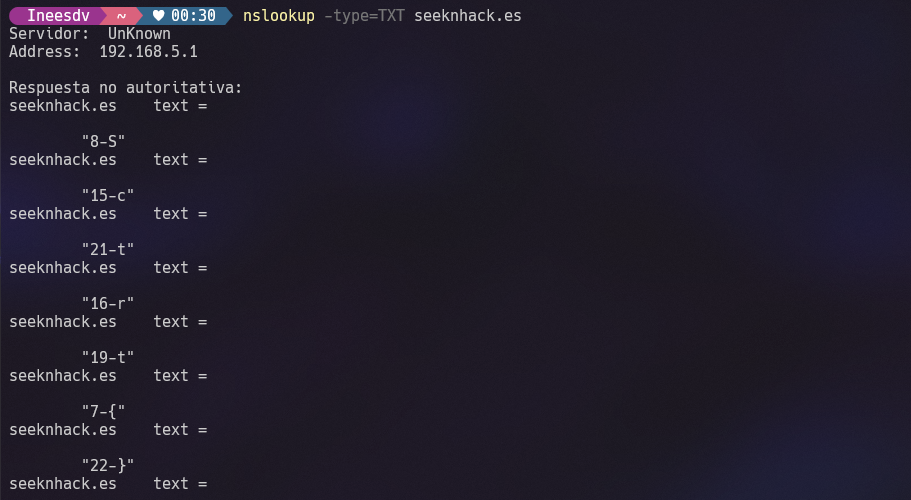 Ineesdv ~ ♥ 00:30 nslookup -type=TXT seeknhack.es
Servidor: UnKnown
Address: 192.168.5.1
Respuesta no autoritativa:
seeknhack.es text =
"8-S"
seeknhack.es text =
"15-c"
seeknhack.es text =
"21-t"
seeknhack.es text =
"16-r"
seeknhack.es text =
"19-t"
seeknhack.es text =
"7-{"
seeknhack.es text =
"22-}"
seeknhack.es text =